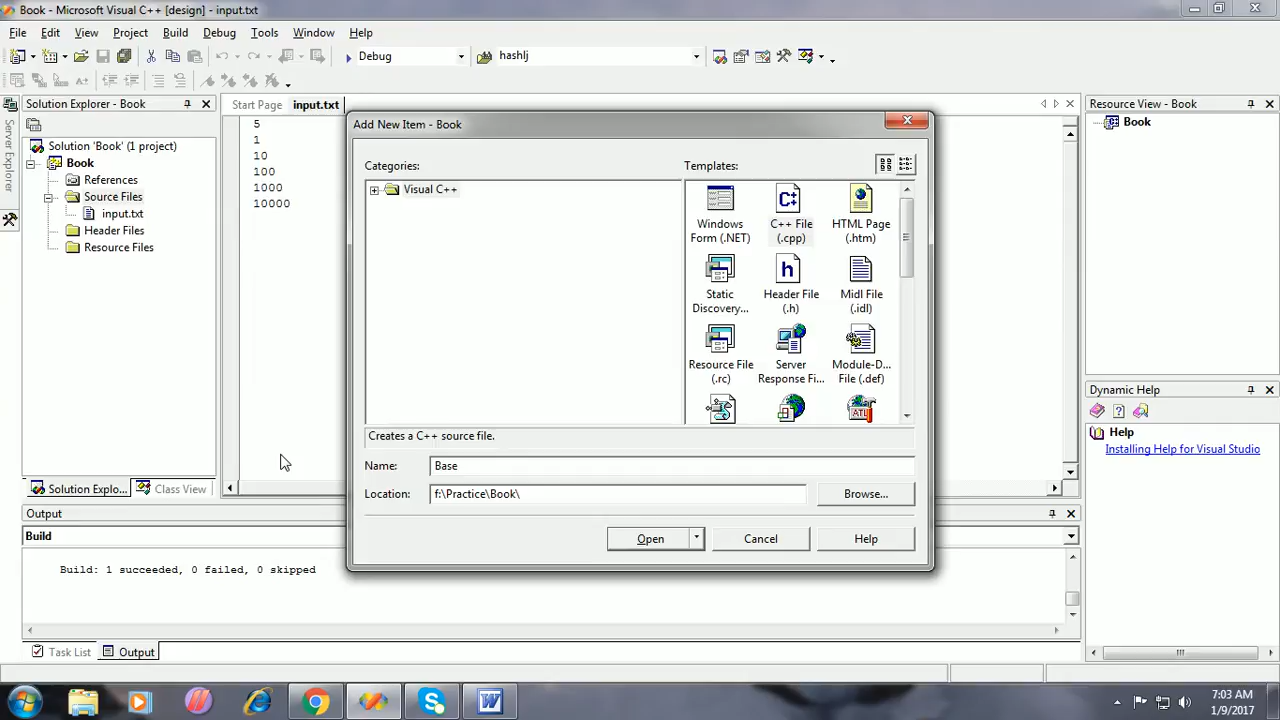 Book - Microsoft Visual C++ [design] - input.txt
File Edit View Project Build Debug Tools Window Help
Debug hashlj
Solution Explorer - Book
Start Page input.txt
Resource View - Book
Server Explorer
Solution 'Book' (1 project)
Book
References
Source Files
input.txt
Header Files
Resource Files
Solution Explo... Class View
5
1
10
100
1000
10000
Add New Item - Book
Categories: Templates:
Visual C++
Windows Form (.NET)
C++ File (.cpp)
HTML Page (.htm)
Static Discovery...
Header File (.h)
Midl File (.idl)
Resource File (.rc)
Server Response Fi...
Module-D... File (.def)
ATL
Creates a C++ source file.
Name: Base
Location: f:\Practice\Book\ Browse...
Open Cancel Help
Book
Dynamic Help
Help
Installing Help for Visual Studio
Output
Build
Build: 1 succeeded, 0 failed, 0 skipped
Task List Output
7:03 AM
1/9/2017